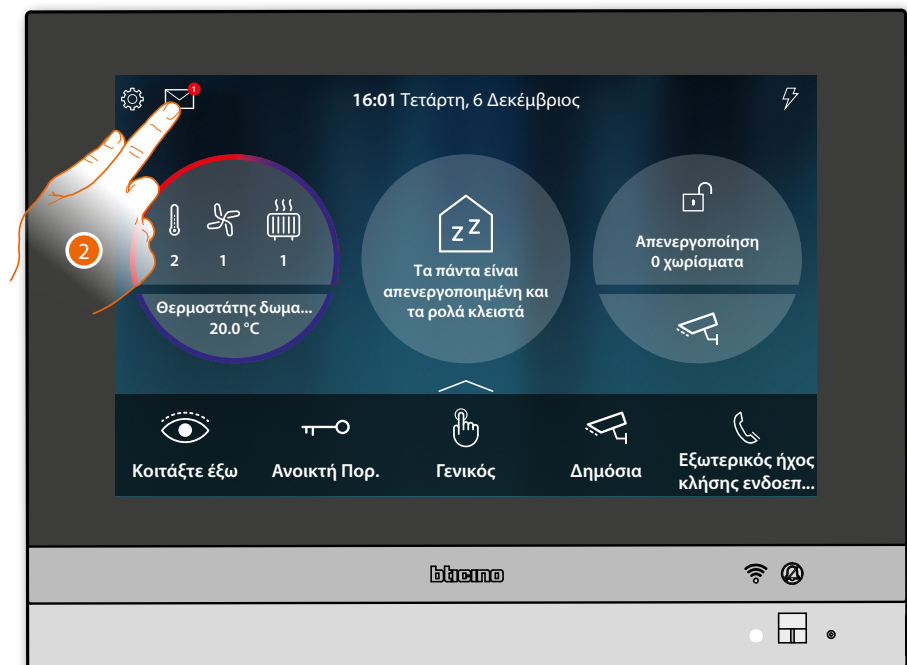 1
16:01 Τετάρτη, 6 Δεκέμβριος
2
2 1 1
Θερμοστάτης δωμα...
20.0 °C
z Z
Τα πάντα είναι
απενεργοποιημένη και
τα ρολά κλειστά
Απενεργοποίηση
0 χωρίσματα
Κοιτάξτε έξω
Ανοικτή Πορ.
Γενικός
Δημόσια
Εξωτερικός ήχος
κλήσης ενδοεπ...
bticino